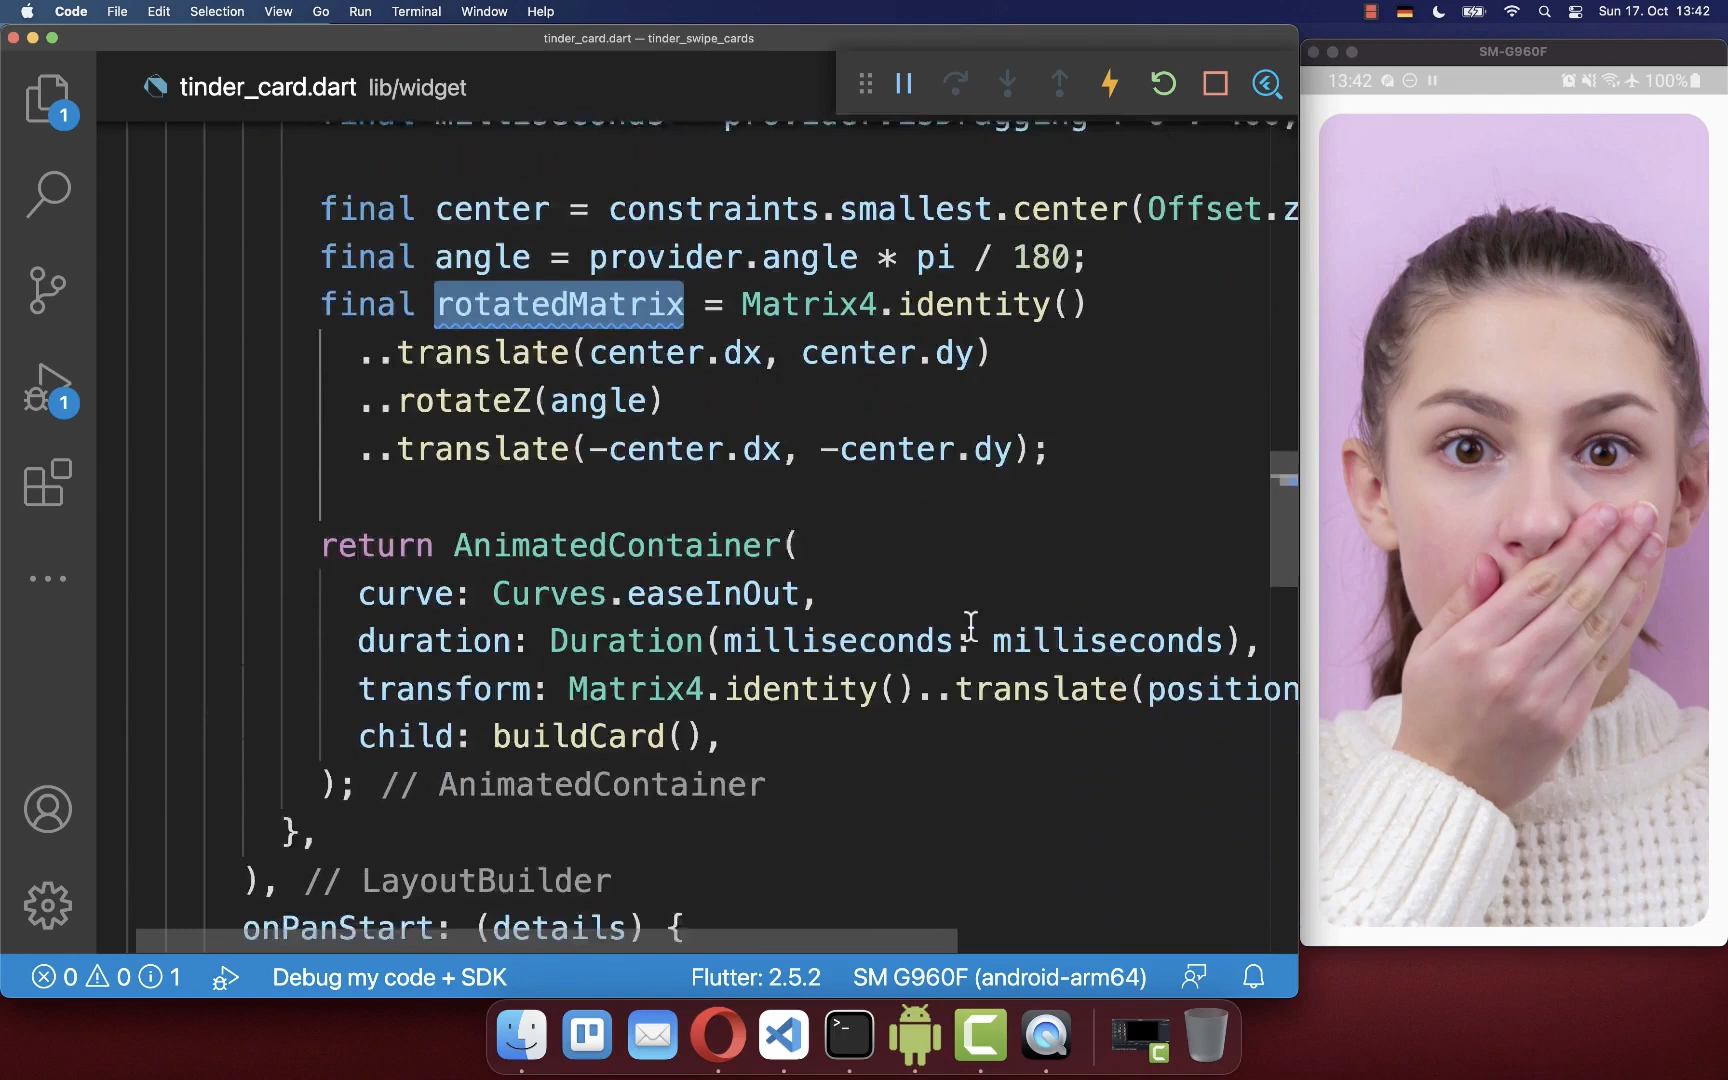 Code File Edit Selection View Go Run Terminal Window Help Sun 17. Oct 13:42
tinder_card.dart — tinder_swipe_cards
SM-G960F
tinder_card.dart lib/widget
13:42 100%
1
final center = constraints.smallest.center(Offset.z
final angle = provider.angle * pi / 180;
final rotatedMatrix = Matrix4.identity()
..translate(center.dx, center.dy)
..rotateZ(angle)
..translate(-center.dx, -center.dy);
1
return AnimatedContainer(
curve: Curves.easeInOut,
duration: Duration(milliseconds: milliseconds),
transform: Matrix4.identity()..translate(position
child: buildCard(),
); // AnimatedContainer
},
), // LayoutBuilder
onPanStart: (details) {
0 0 1 Debug my code + SDK Flutter: 2.5.2 SM G960F (android-arm64)